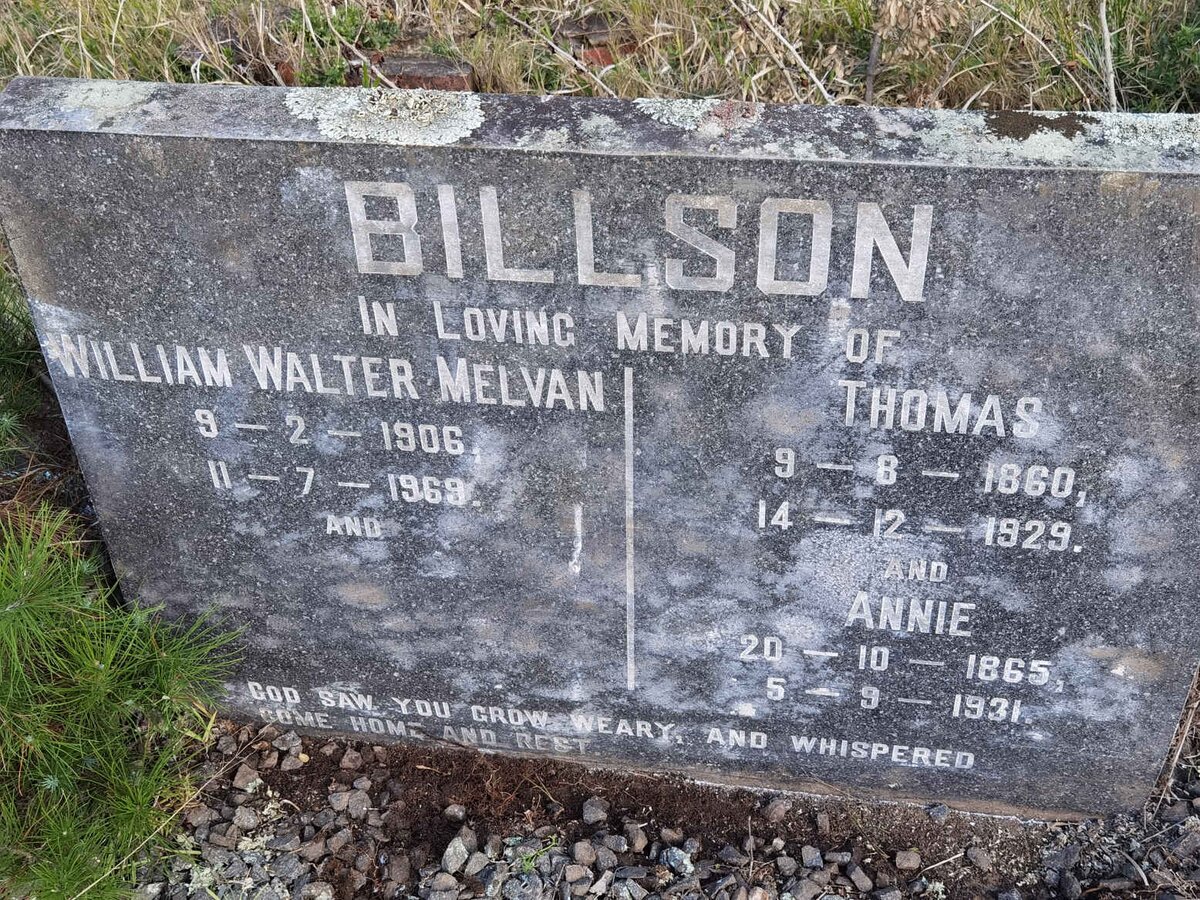 BILLSON
IN LOVING MEMORY OF
WILLIAM WALTER MELVAN
9 – 2 – 1906,
11 – 7 – 1969.
AND
THOMAS
9 – 8 – 1860,
14 – 12 – 1929.
AND
ANNIE
20 – 10 – 1865,
5 – 9 – 1931.
GOD SAW YOU GROW WEARY, AND WHISPERED
COME HOME AND REST